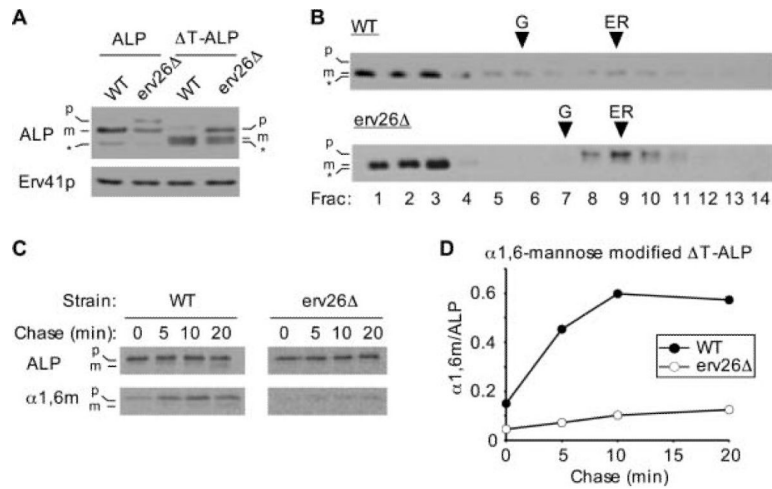 A
ALP ΔT-ALP
WT erv26Δ WT erv26Δ
p
m
*
ALP
p
m
*
Erv41p
B
WT
G ER
p
m
*
erv26Δ
G ER
p
m
*
Frac: 1 2 3 4 5 6 7 8 9 10 11 12 13 14
C
Strain: WT erv26Δ
Chase (min): 0 5 10 20 0 5 10 20
ALP p
m
α1,6m p
m
D
α1,6-mannose modified ΔT-ALP
α1,6m/ALP
0.6
0.4
0.2
0
WT
erv26Δ
0 5 10 15 20
Chase (min)